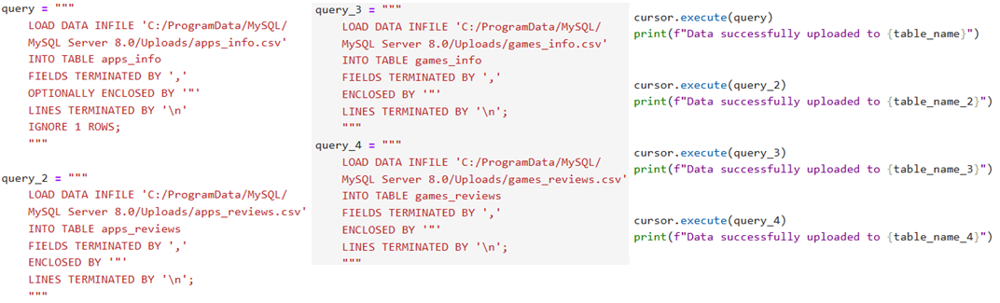 query = """
LOAD DATA INFILE 'C:/ProgramData/MySQL/
MySQL Server 8.0/Uploads/apps_info.csv'
INTO TABLE apps_info
FIELDS TERMINATED BY ','
OPTIONALLY ENCLOSED BY '"'
LINES TERMINATED BY '\n'
IGNORE 1 ROWS;
"""
query_2 = """
LOAD DATA INFILE 'C:/ProgramData/MySQL/
MySQL Server 8.0/Uploads/apps_reviews.csv'
INTO TABLE apps_reviews
FIELDS TERMINATED BY ','
ENCLOSED BY '"'
LINES TERMINATED BY '\n';
"""
query_3 = """
LOAD DATA INFILE 'C:/ProgramData/MySQL/
MySQL Server 8.0/Uploads/games_info.csv'
INTO TABLE games_info
FIELDS TERMINATED BY ','
ENCLOSED BY '"'
LINES TERMINATED BY '\n';
"""
query_4 = """
LOAD DATA INFILE 'C:/ProgramData/MySQL/
MySQL Server 8.0/Uploads/games_reviews.csv'
INTO TABLE games_reviews
FIELDS TERMINATED BY ','
ENCLOSED BY '"'
LINES TERMINATED BY '\n';
"""
cursor.execute(query)
print(f"Data successfully uploaded to {table_name}")
cursor.execute(query_2)
print(f"Data successfully uploaded to {table_name_2}")
cursor.execute(query_3)
print(f"Data successfully uploaded to {table_name_3}")
cursor.execute(query_4)
print(f"Data successfully uploaded to {table_name_4}")